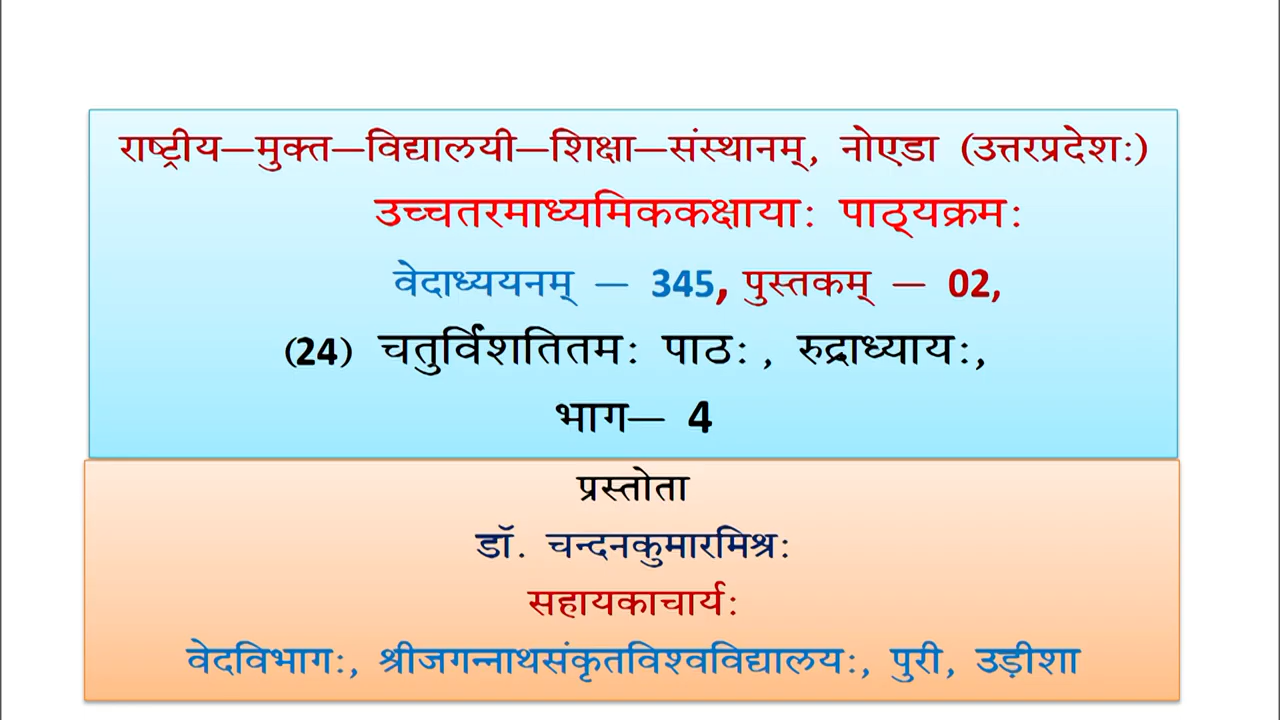 राष्ट्रीय—मुक्त—विद्यालयी—शिक्षा—संस्थानम्, नोएडा (उत्तरप्रदेशः)
उच्चतरमाध्यमिककक्षायाः पाठ्यक्रमः
वेदाध्ययनम् — 345, पुस्तकम् — 02,
(24) चतुर्विंशतितमः पाठः, रुद्राध्यायः,
भाग— 4
प्रस्तोता
डॉ. चन्दनकुमारमिश्रः
सहायकाचार्यः
वेदविभागः, श्रीजगन्नाथसंकृतविश्वविद्यालयः, पुरी, उड़ीशा